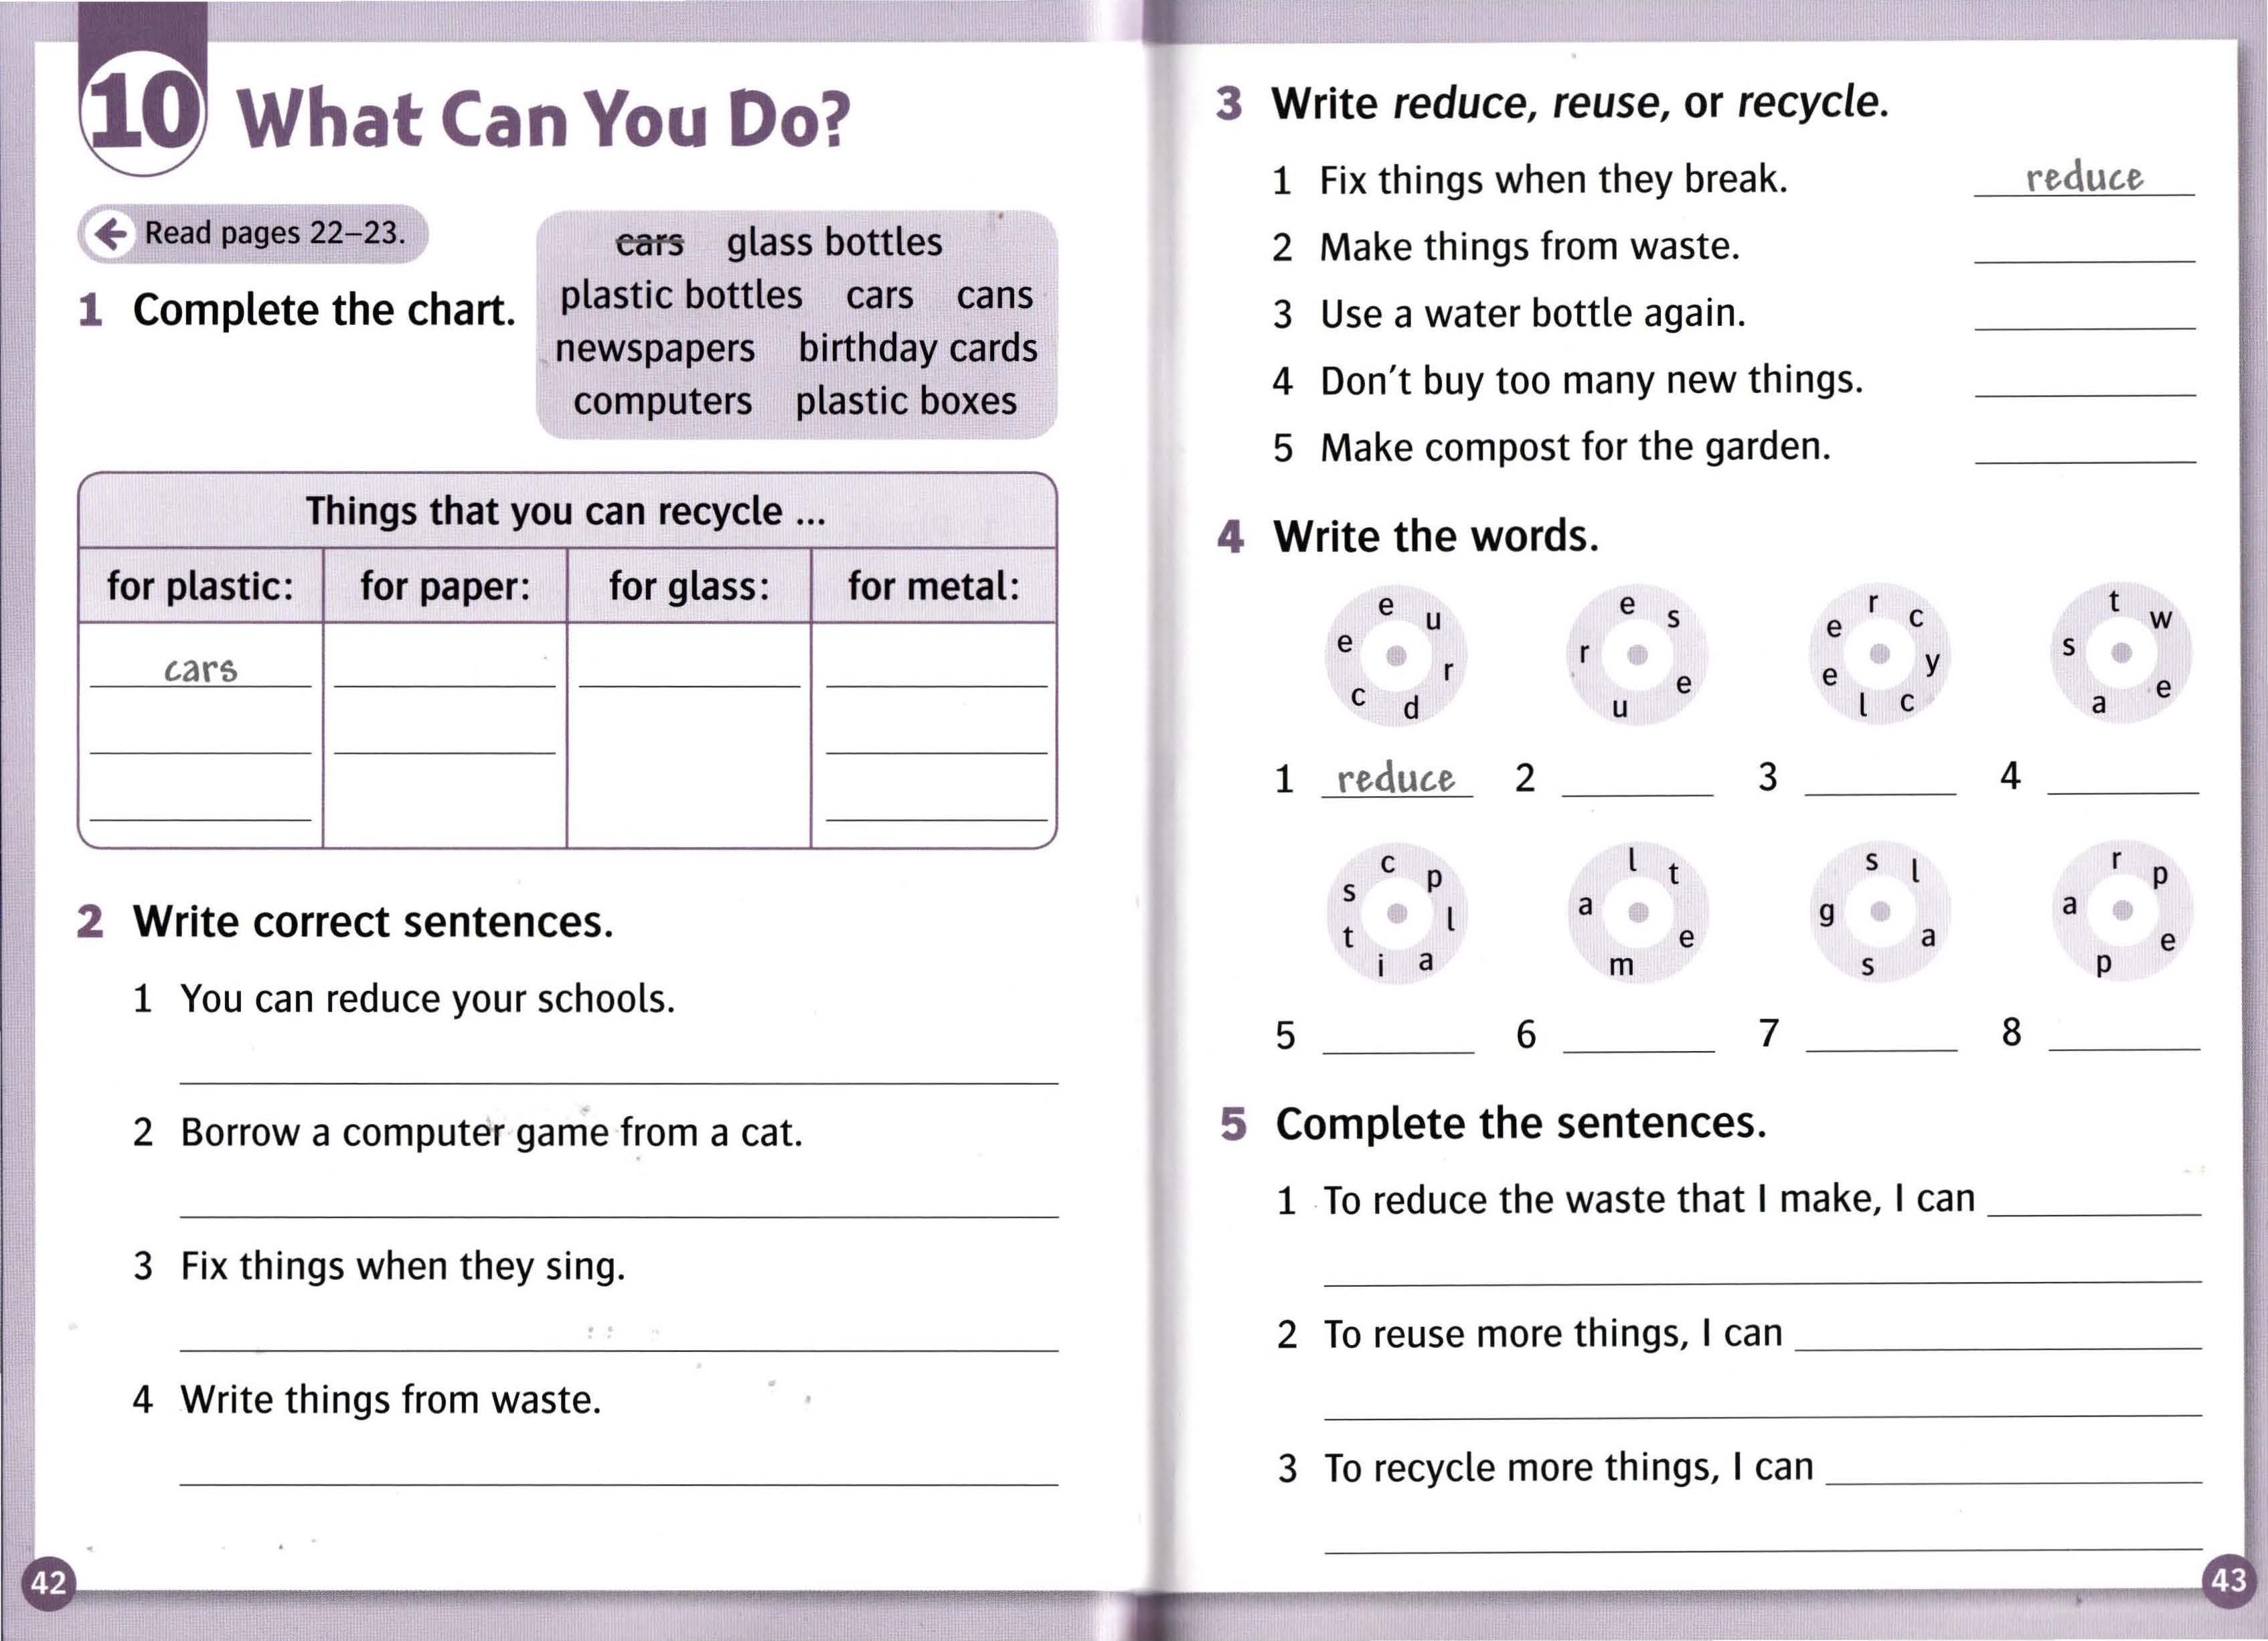 10 What Can You Do?
Read pages 22–23.
1 Complete the chart.
cars glass bottles
plastic bottles cars cans
newspapers birthday cards
computers plastic boxes
Things that you can recycle ...
for plastic: for paper: for glass: for metal:
cars
2 Write correct sentences.
1 You can reduce your schools.
2 Borrow a computer game from a cat.
3 Fix things when they sing.
4 Write things from waste.
42
3 Write reduce, reuse, or recycle.
1 Fix things when they break. reduce
2 Make things from waste.
3 Use a water bottle again.
4 Don't buy too many new things.
5 Make compost for the garden.
4 Write the words.
e u r d c e
e s e u r
r c y c l e e
t w e a s
1 reduce 2 3 4
c p l a i t s
l t e m a
s l a s g
r p e p a
5 6 7 8
5 Complete the sentences.
1 To reduce the waste that I make, I can
2 To reuse more things, I can
3 To recycle more things, I can
43